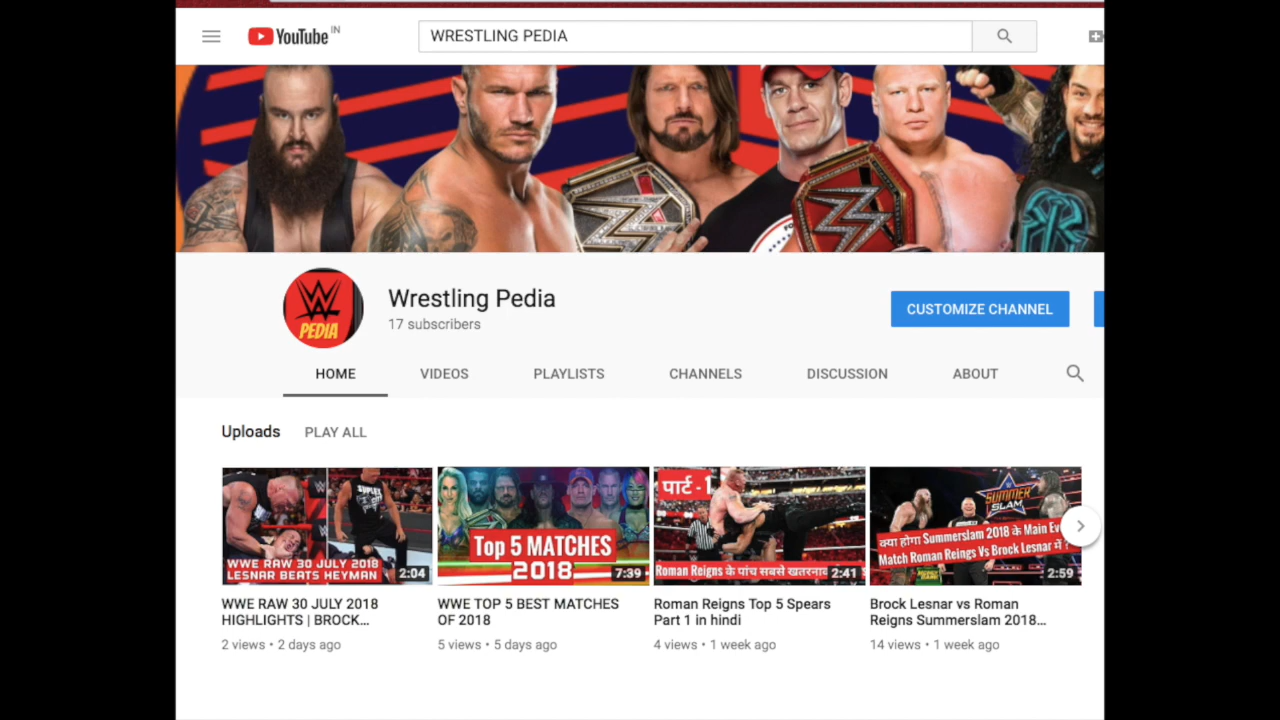 YouTube IN
WRESTLING PEDIA
PEDIA
Wrestling Pedia
17 subscribers
CUSTOMIZE CHANNEL
HOME VIDEOS PLAYLISTS CHANNELS DISCUSSION ABOUT
Uploads PLAY ALL
WWE RAW 30 JULY 2018
LESNAR BEATS HEYMAN
2:04
Top 5 MATCHES
2018
7:39
पार्ट - 1
Roman Reigns के पांच सबसे खतरनाक
2:41
SUMMER
SLAM
क्या होगा Summerslam 2018 के Main Ev
Match Roman Reings Vs Brock Lesnar में ?
2:59
WWE RAW 30 JULY 2018
HIGHLIGHTS | BROCK...
2 views • 2 days ago
WWE TOP 5 BEST MATCHES
OF 2018
5 views • 5 days ago
Roman Reigns Top 5 Spears
Part 1 in hindi
4 views • 1 week ago
Brock Lesnar vs Roman
Reigns Summerslam 2018...
14 views • 1 week ago